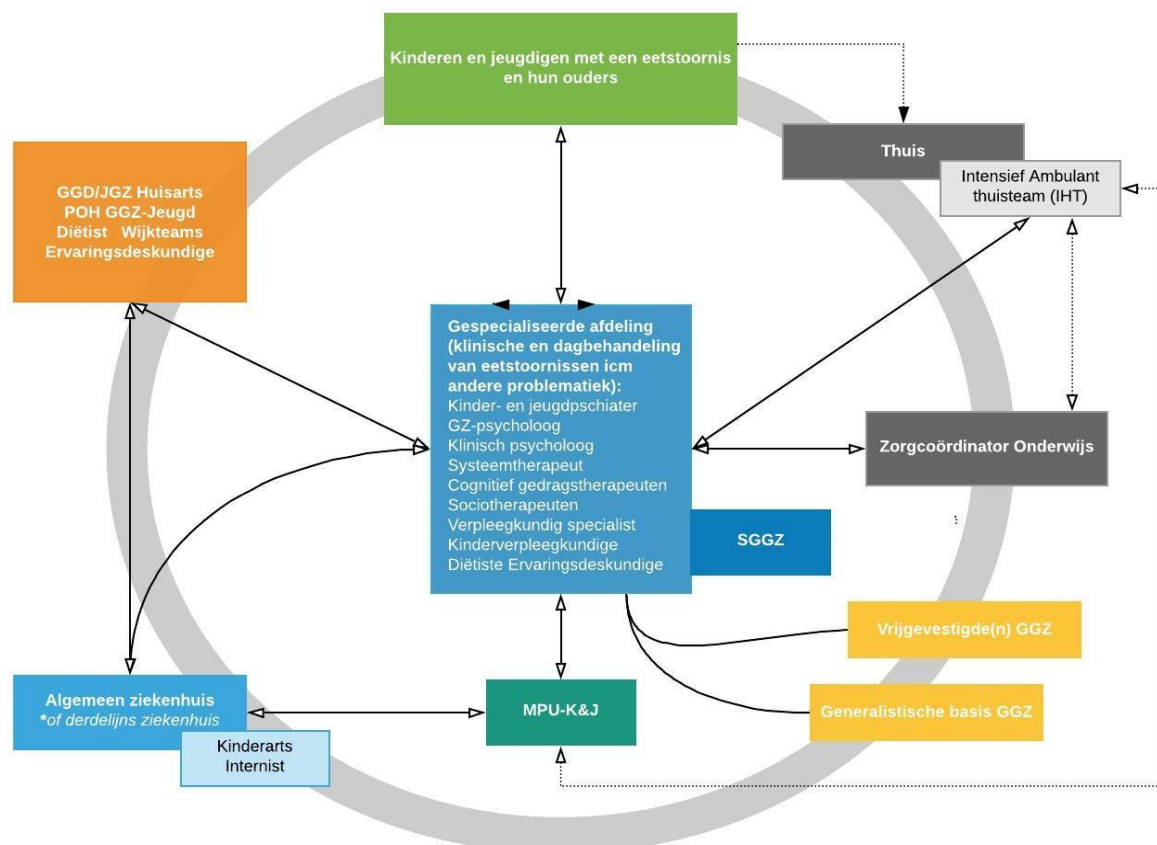 Kinderen en jeugdigen met een eetstoornis
en hun ouders
Thuis
Intensief Ambulant
thuisteam (IHT)
GGD/JGZ Huisarts
POH GGZ-Jeugd
Diëtist Wijkteams
Ervaringsdeskundige
Gespecialiseerde afdeling
(klinische en dagbehandeling
van eetstoornissen icm
andere problematiek):
Kinder- en jeugdpschiater
GZ-psycholoog
Klinisch psycholoog
Systeemtherapeut
Cognitief gedragstherapeuten
Sociotherapeuten
Verpleegkundig specialist
Kinderverpleegkundige
Diëtiste Ervaringsdeskundige
Zorgcoördinator Onderwijs
SGGZ
Vrijgevestigde(n) GGZ
Generalistische basis GGZ
MPU-K&J
Algemeen ziekenhuis
*of derdelijns ziekenhuis
Kinderarts
Internist